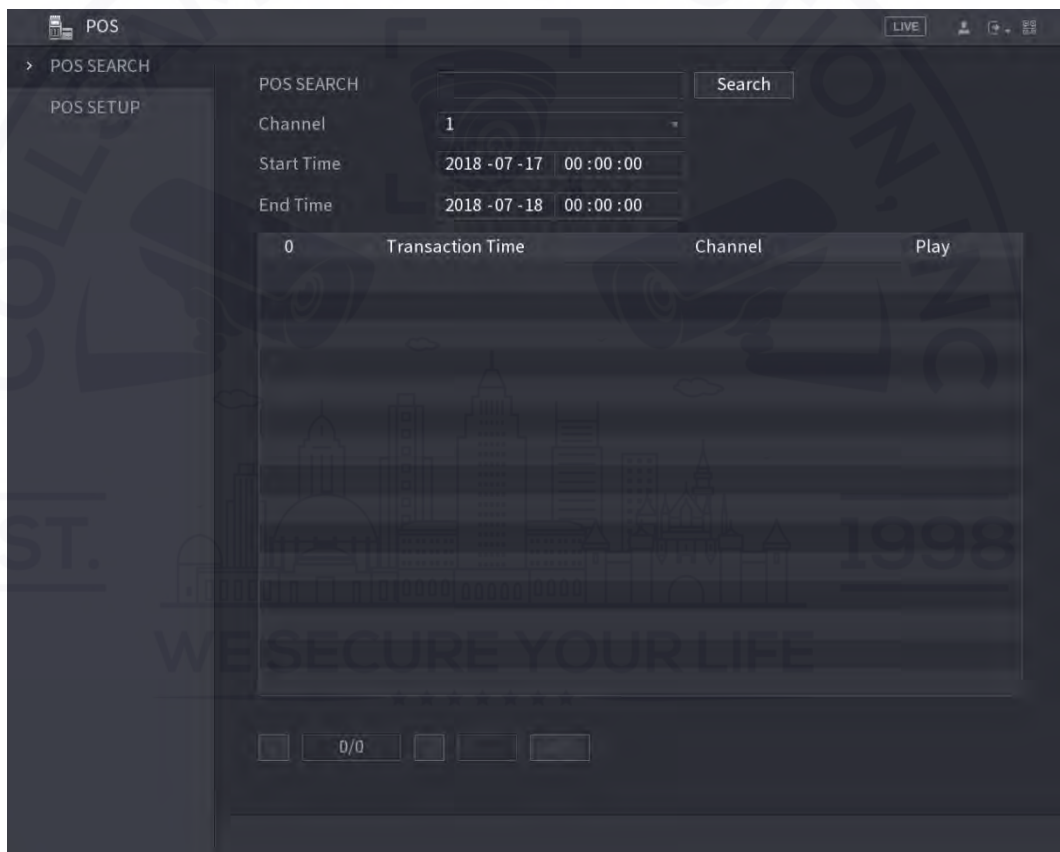 POS
LIVE
POS SEARCH
POS SETUP
POS SEARCH
Search
Channel 1
Start Time 2018 -07 -17 00 :00 :00
End Time 2018 -07 -18 00 :00 :00
0 Transaction Time Channel Play
1998
ST.
WE SECURE YOUR LIFE
0/0